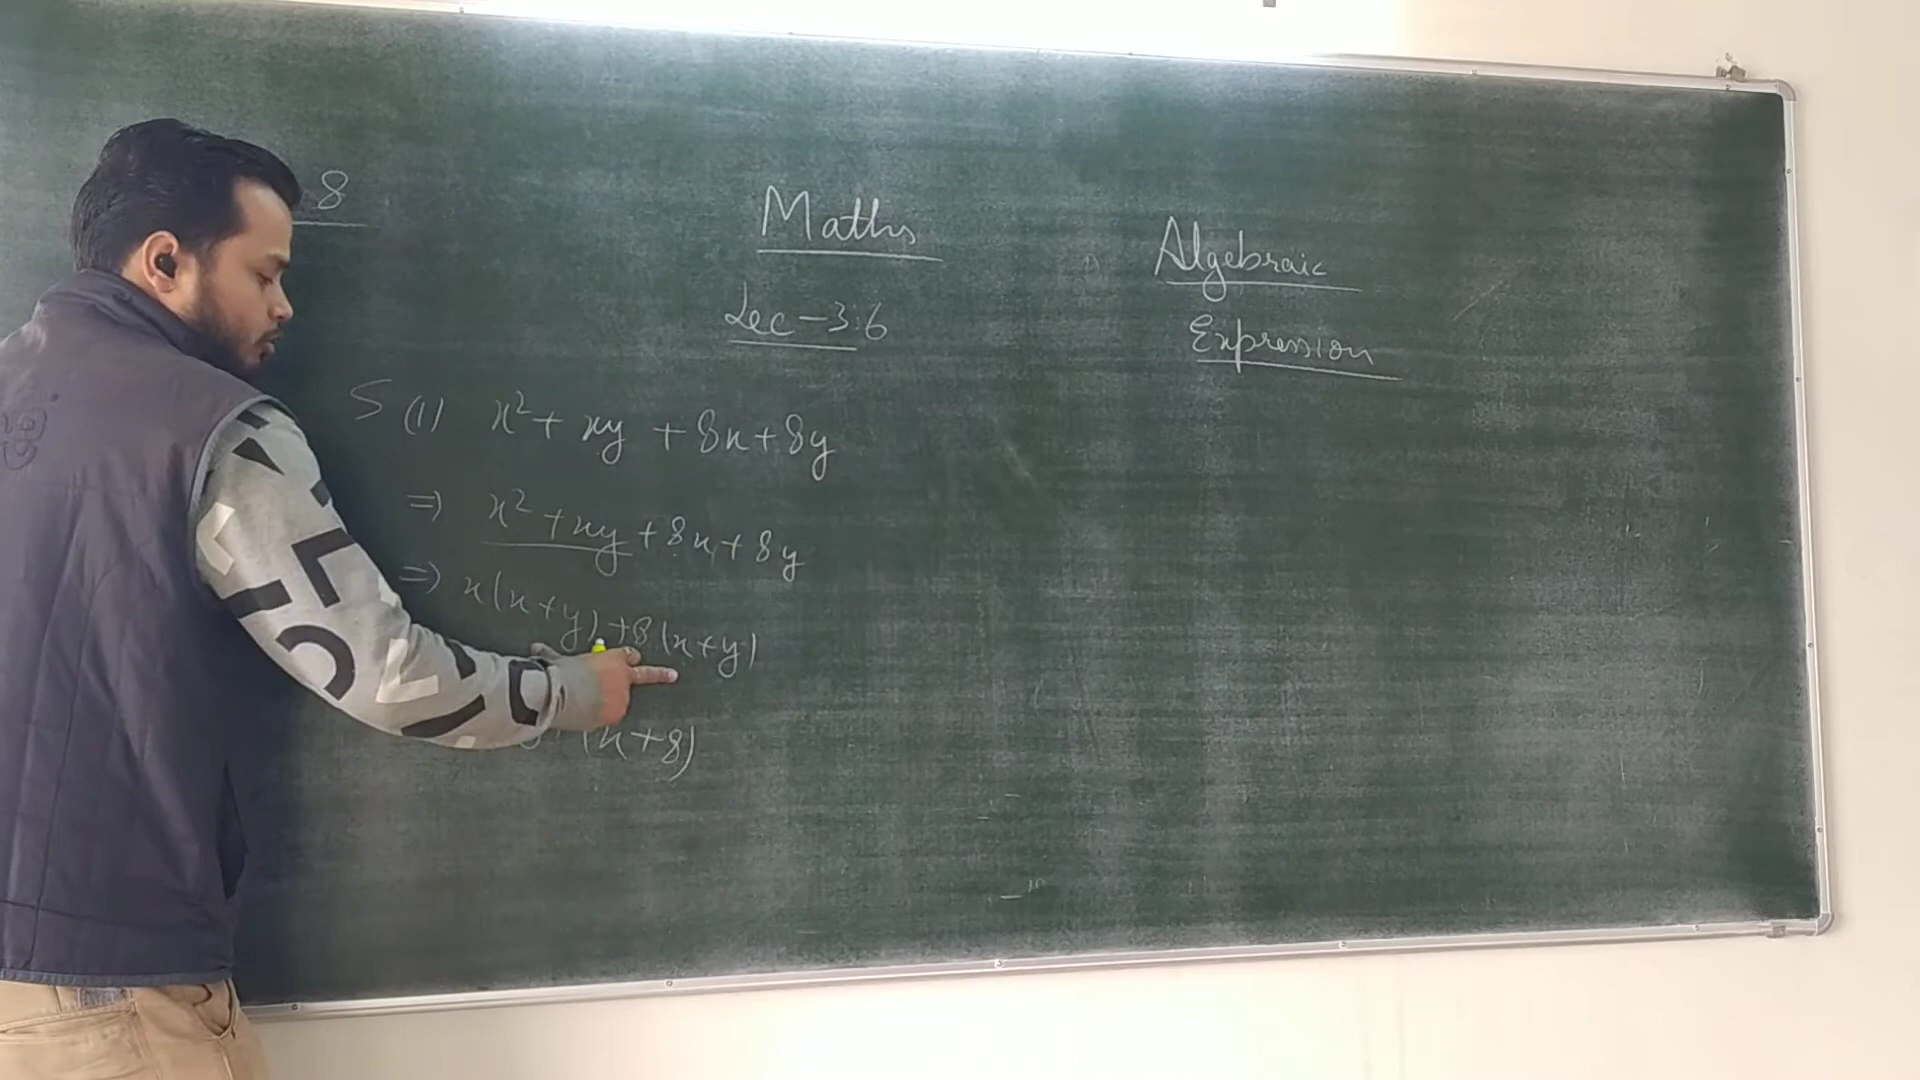 8
Maths
Algebraic
Lec-3.6
Expression
S (1) x² + xy + 8x + 8y
⇒ x² + xy + 8x + 8y
⇒ x(x+y) + 8(x+y)
(x+8)